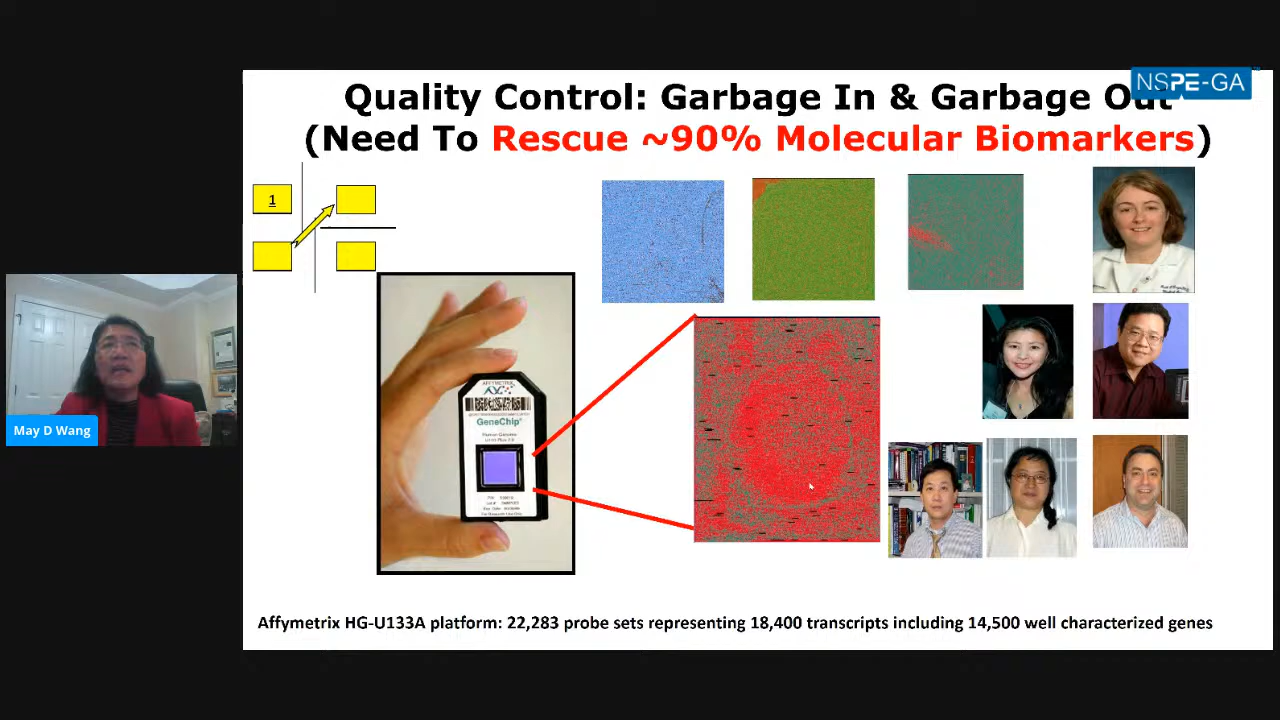 Quality Control: Garbage In & Garbage Out
(Need To Rescue ~90% Molecular Biomarkers)
NSPE-GA
1
AFFYMETRIX
GeneChip®
May D Wang
Affymetrix HG-U133A platform: 22,283 probe sets representing 18,400 transcripts including 14,500 well characterized genes